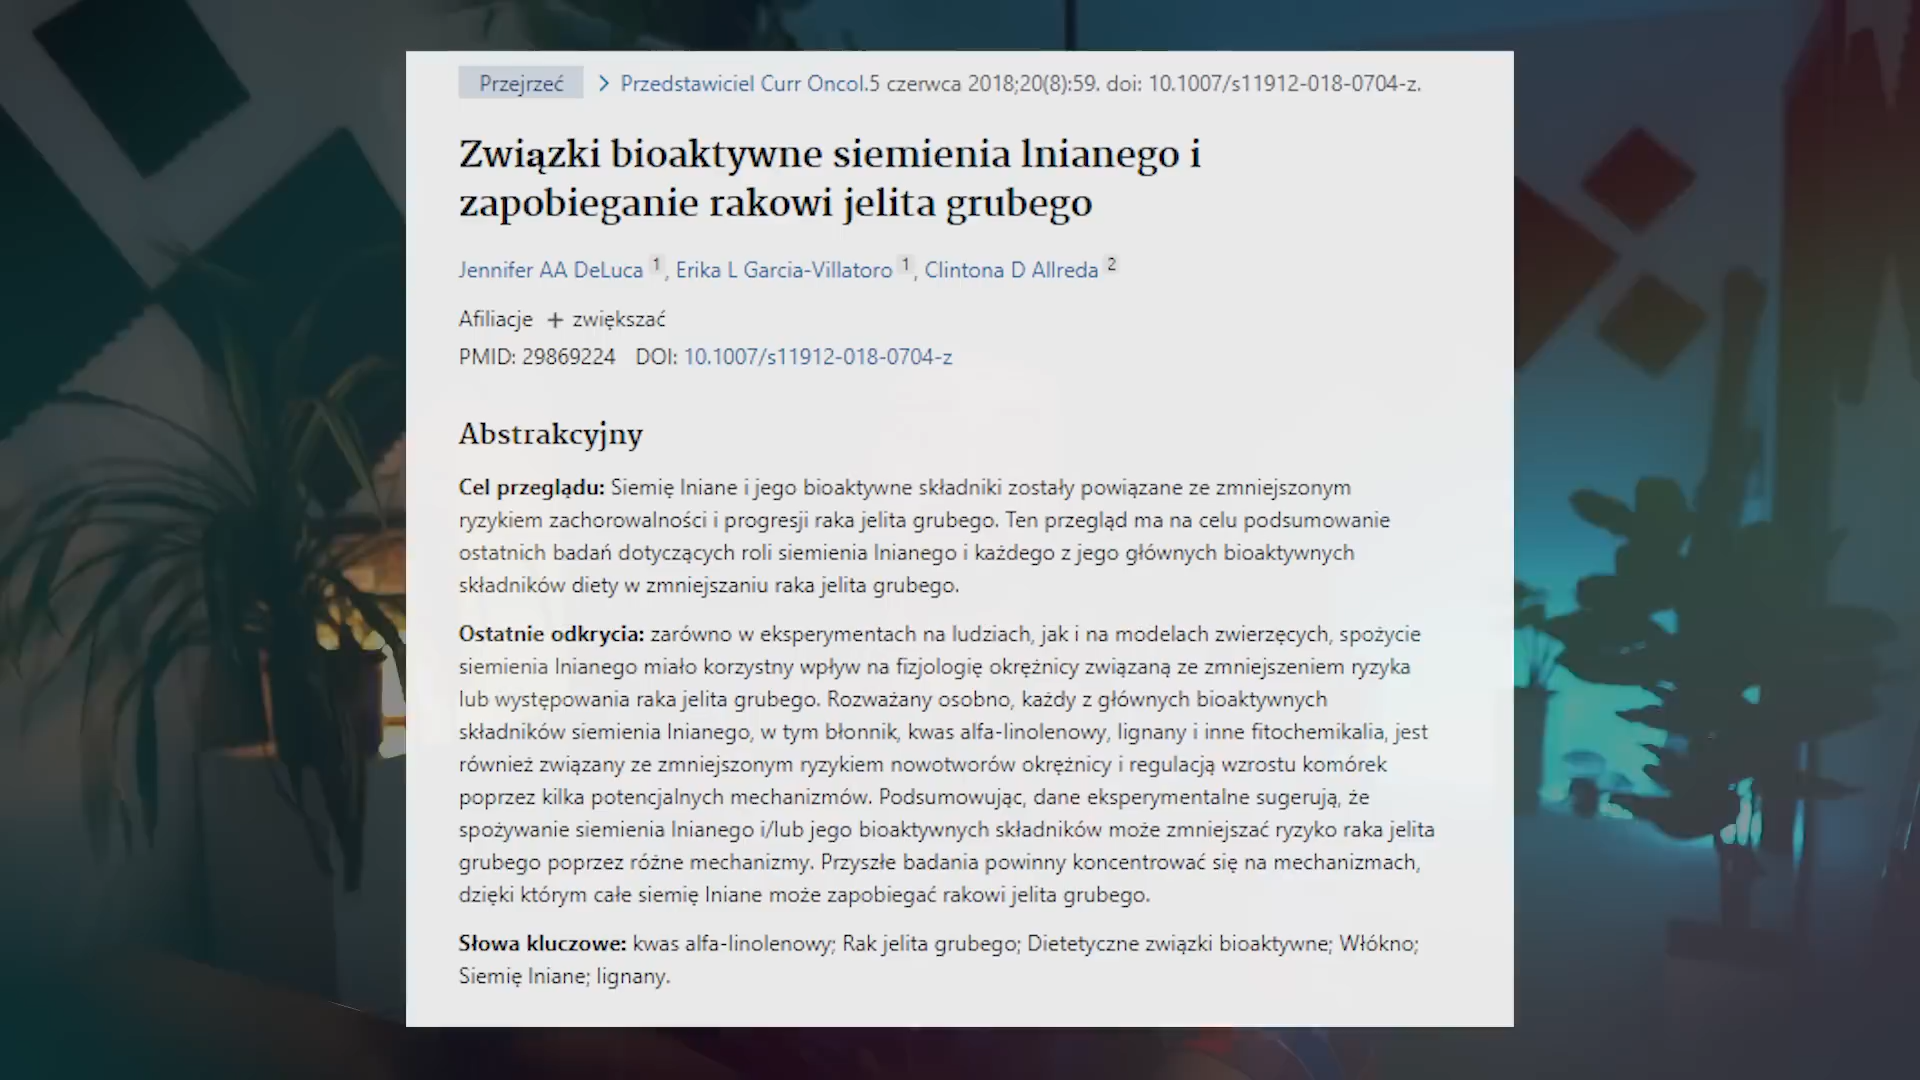 Przejrzeć > Przedstawiciel Curr Oncol.5 czerwca 2018;20(8):59. doi: 10.1007/s11912-018-0704-z.
Związki bioaktywne siemienia lnianego i
zapobieganie rakowi jelita grubego
Jennifer AA DeLuca 1, Erika L Garcia-Villatoro 1, Clintona D Allreda 2
Afiliacje + zwiększać
PMID: 29869224 DOI: 10.1007/s11912-018-0704-z
Abstrakcyjny
Cel przeglądu: Siemię lniane i jego bioaktywne składniki zostały powiązane ze zmniejszonym
ryzykiem zachorowalności i progresji raka jelita grubego. Ten przegląd ma na celu podsumowanie
ostatnich badań dotyczących roli siemienia lnianego i każdego z jego głównych bioaktywnych
składników diety w zmniejszaniu raka jelita grubego.
Ostatnie odkrycia: zarówno w eksperymentach na ludziach, jak i na modelach zwierzęcych, spożycie
siemienia lnianego miało korzystny wpływ na fizjologię okrężnicy związaną ze zmniejszeniem ryzyka
lub występowania raka jelita grubego. Rozważany osobno, każdy z głównych bioaktywnych
składników siemienia lnianego, w tym błonnik, kwas alfa-linolenowy, lignany i inne fitochemikalia, jest
również związany ze zmniejszonym ryzykiem nowotworów okrężnicy i regulacją wzrostu komórek
poprzez kilka potencjalnych mechanizmów. Podsumowując, dane eksperymentalne sugerują, że
spożywanie siemienia lnianego i/lub jego bioaktywnych składników może zmniejszać ryzyko raka jelita
grubego poprzez różne mechanizmy. Przyszłe badania powinny koncentrować się na mechanizmach,
dzięki którym całe siemię lniane może zapobiegać rakowi jelita grubego.
Słowa kluczowe: kwas alfa-linolenowy; Rak jelita grubego; Dietetyczne związki bioaktywne; Włókno;
Siemię lniane; lignany.